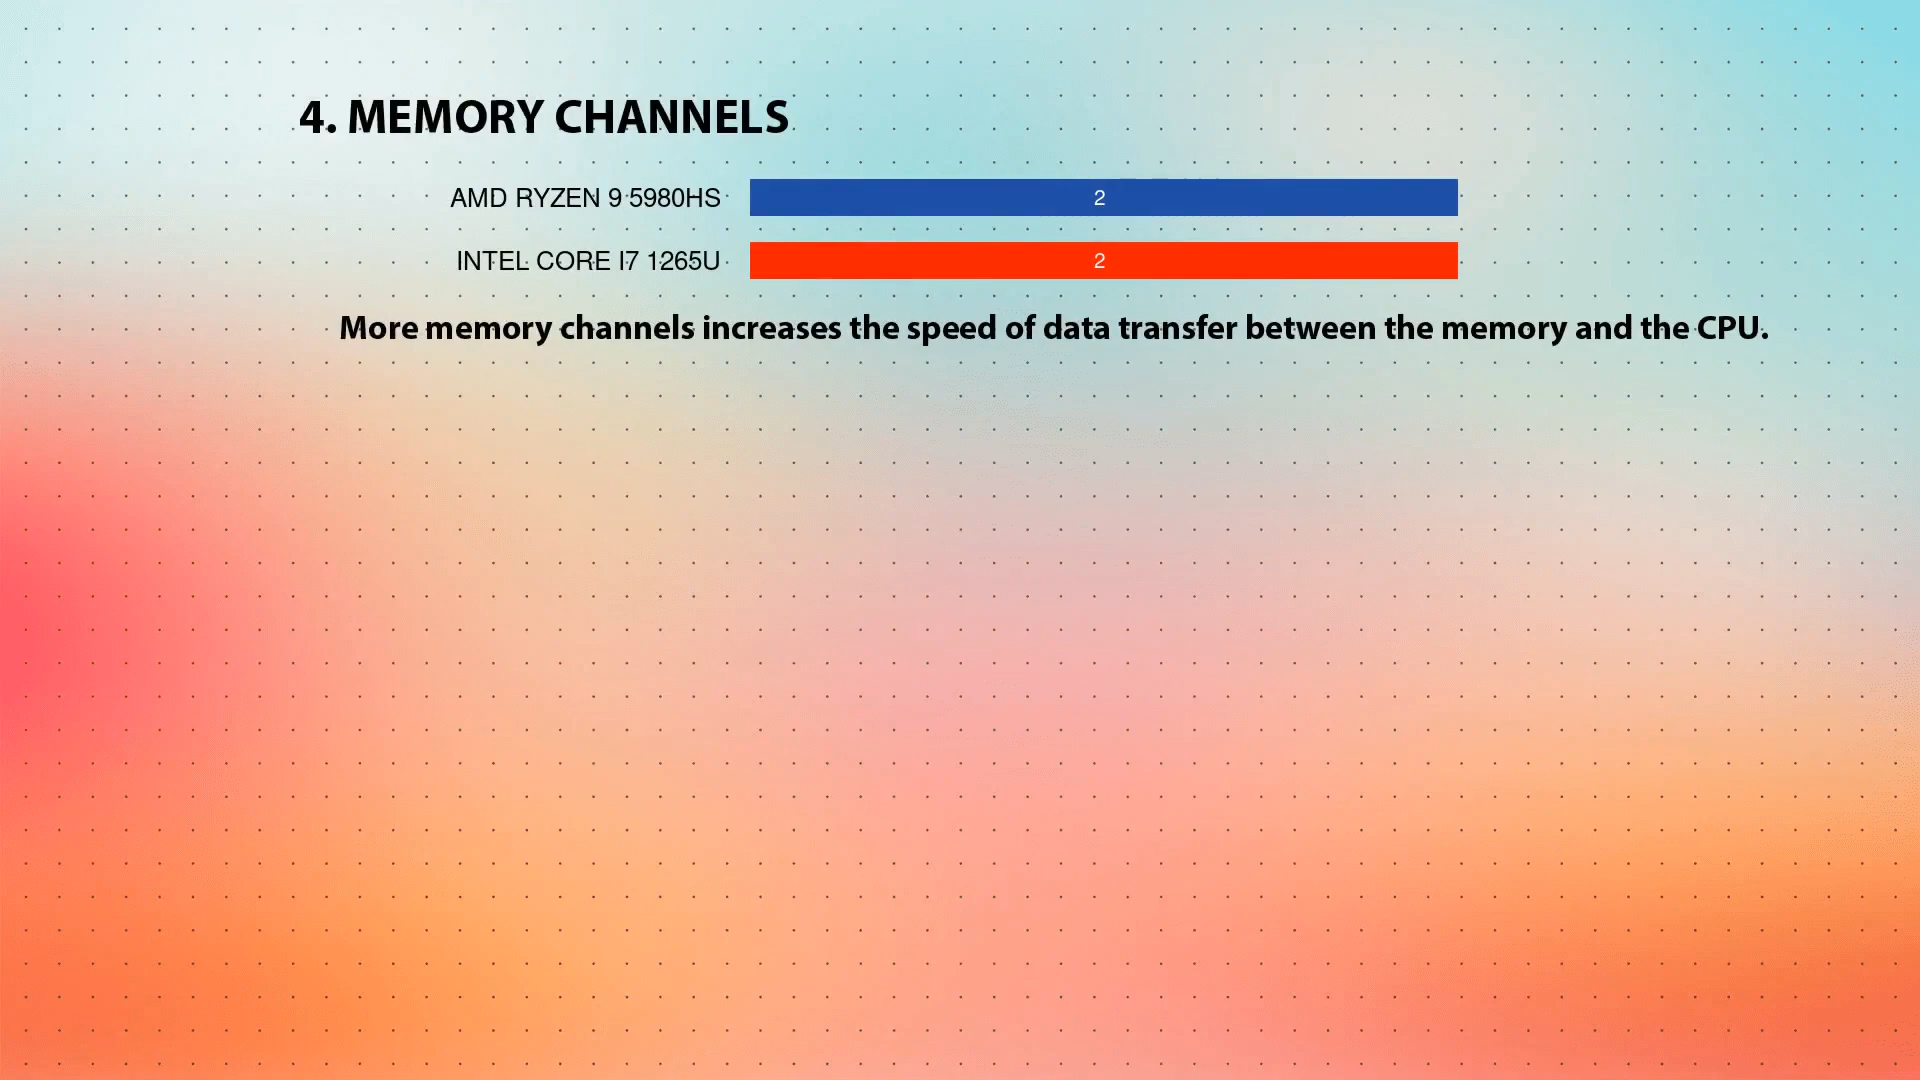 4. MEMORY CHANNELS
AMD RYZEN 9 5980HS 2
INTEL CORE I7 1265U 2
More memory channels increases the speed of data transfer between the memory and the CPU.